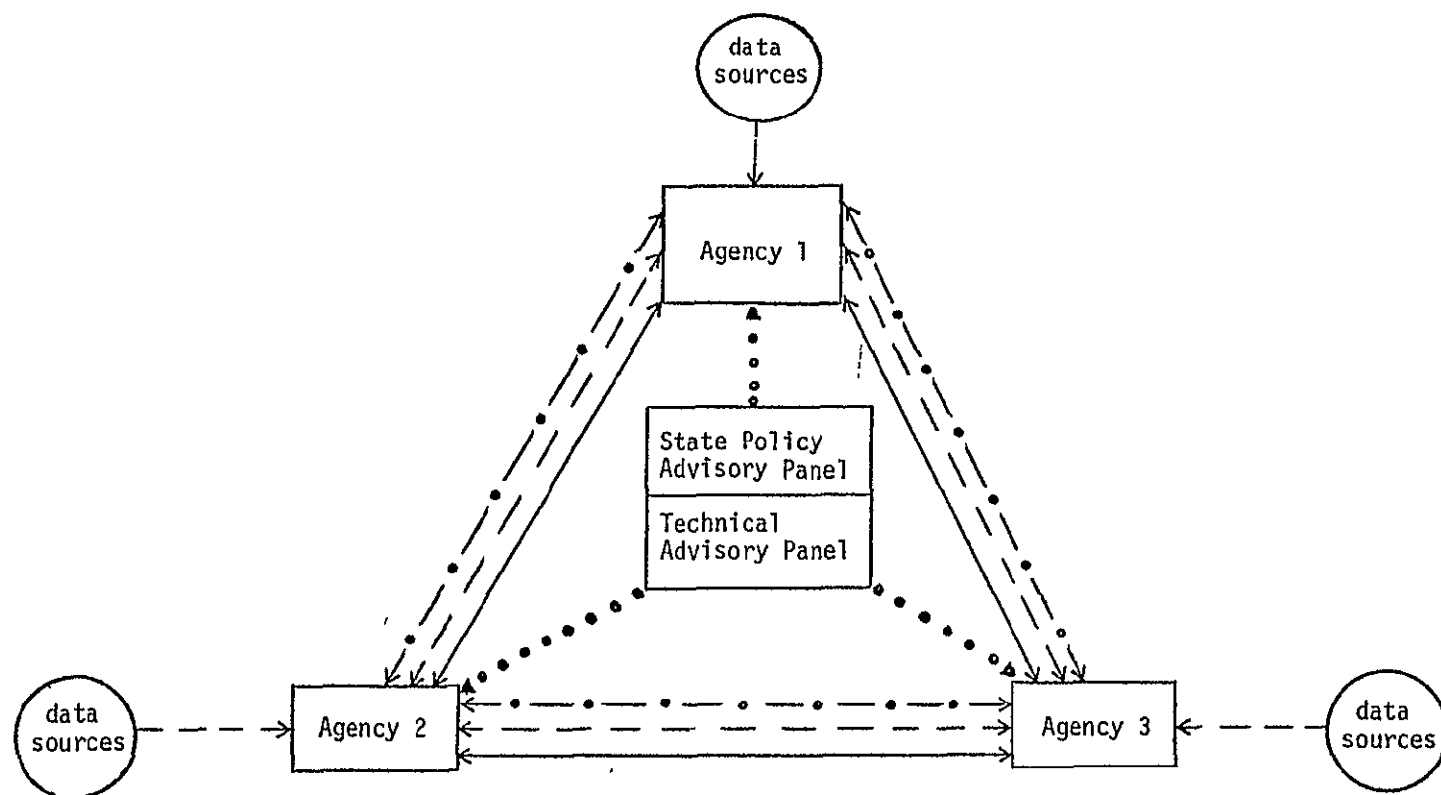 data
sources
Agency 1
State Policy
Advisory Panel
Technical
Advisory Panel
data
sources
Agency 2
Agency 3
data
sources